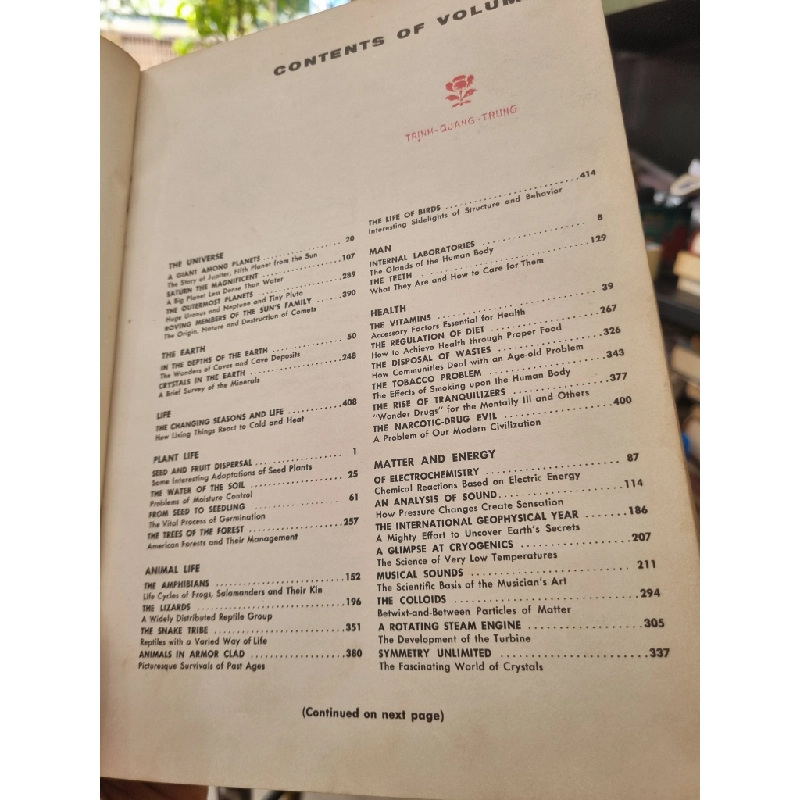 CONTENTS OF VOLUM
TRỊNH-QUANG-THUNG
THE UNIVERSE
A GIANT AMONG PLANETS 20
The Story of Jupiter, Fifth Planet from the Sun
SATURN THE MAGNIFICENT 107
A Big Planet Less Dense Than Water
THE OUTERMOST PLANETS 289
Huge Uranus and Neptune and Tiny Pluto
ROVING MEMBERS OF THE SUN'S FAMILY 390
The Origin, Nature and Destruction of Comets
THE EARTH
IN THE DEPTHS OF THE EARTH 50
The Wonders of Caves and Cave Deposits
CRYSTALS IN THE EARTH 248
A Brief Survey of the Minerals
LIFE
THE CHANGING SEASONS AND LIFE 408
How Living Things React to Cold and Heat
PLANT LIFE
SEED AND FRUIT DISPERSAL 1
Some Interesting Adaptations of Seed Plants
THE WATER OF THE SOIL 25
Problems of Moisture Control
FROM SEED TO SEEDLING 61
The Vital Process of Germination
THE TREES OF THE FOREST 257
American Forests and Their Management
ANIMAL LIFE
THE AMPHIBIANS 152
Life Cycles of Frogs, Salamanders and Their Kin
THE LIZARDS 196
A Widely Distributed Reptile Group
THE SNAKE TRIBE 351
Reptiles with a Varied Way of Life
ANIMALS IN ARMOR CLAD 380
Picturesque Survivals of Past Ages
THE LIFE OF BIRDS 414
Interesting Sidelights of Structure and Behavior
MAN
INTERNAL LABORATORIES 8
The Glands of the Human Body
THE TEETH 129
What They Are and How to Care for Them
HEALTH
THE VITAMINS 39
Accessory Factors Essential for Health
THE REGULATION OF DIET 267
How to Achieve Health through Proper Food
THE DISPOSAL OF WASTES 326
How Communities Deal with an Age-old Problem
THE TOBACCO PROBLEM 343
The Effects of Smoking upon the Human Body
THE RISE OF TRANQUILIZERS 377
"Wonder Drugs" for the Mentally Ill and Others
THE NARCOTIC-DRUG EVIL 400
A Problem of Our Modern Civilization
MATTER AND ENERGY
OF ELECTROCHEMISTRY 87
Chemical Reactions Based on Electric Energy
AN ANALYSIS OF SOUND 114
How Pressure Changes Create Sensation
THE INTERNATIONAL GEOPHYSICAL YEAR 186
A Mighty Effort to Uncover Earth's Secrets
A GLIMPSE AT CRYOGENICS 207
The Science of Very Low Temperatures
MUSICAL SOUNDS 211
The Scientific Basis of the Musician's Art
THE COLLOIDS 294
Betwixt-and-Between Particles of Matter
A ROTATING STEAM ENGINE 305
The Development of the Turbine
SYMMETRY UNLIMITED 337
The Fascinating World of Crystals
(Continued on next page)